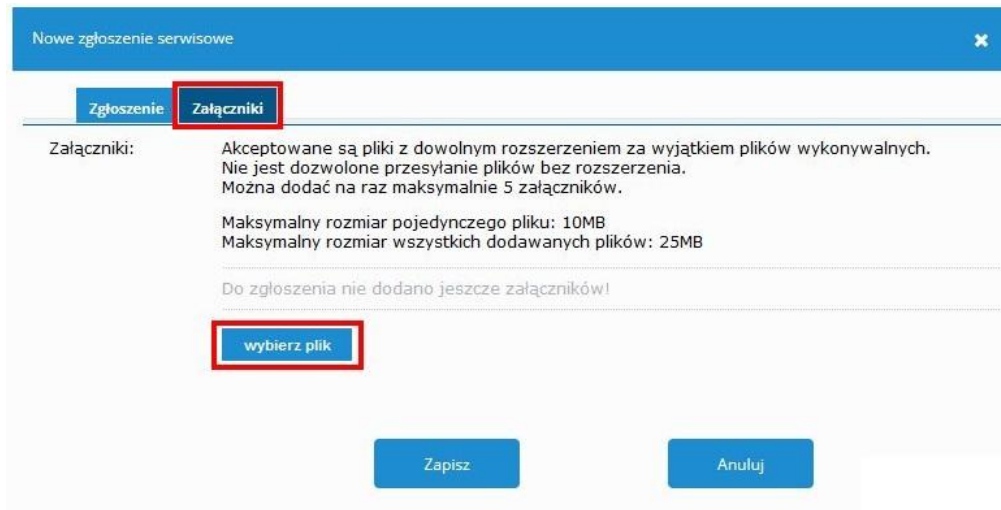 Nowe zgłoszenie serwisowe
Zgłoszenie Załączniki
Załączniki: Akceptowane są pliki z dowolnym rozszerzeniem za wyjątkiem plików wykonywalnych.
Nie jest dozwolone przesyłanie plików bez rozszerzenia.
Można dodać na raz maksymalnie 5 załączników.
Maksymalny rozmiar pojedynczego pliku: 10MB
Maksymalny rozmiar wszystkich dodawanych plików: 25MB
Do zgłoszenia nie dodano jeszcze załączników!
wybierz plik
Zapisz Anuluj